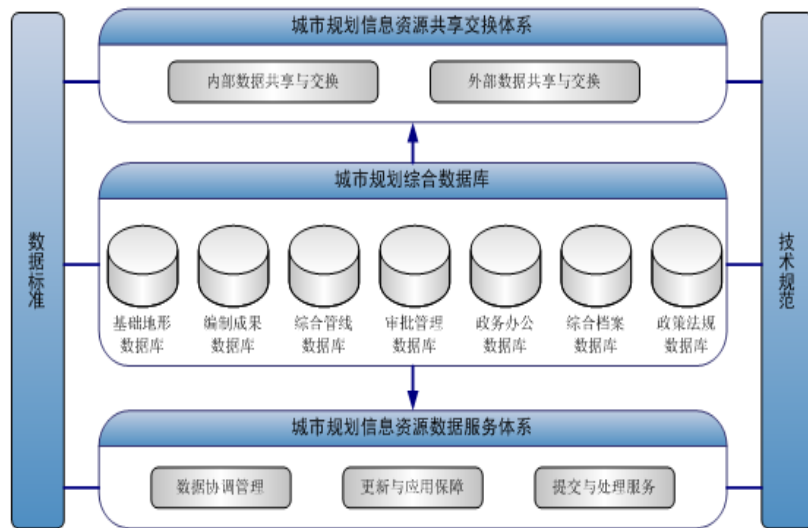 城市规划信息资源共享交换体系
内部数据共享与交换
外部数据共享与交换
数据标准
技术规范
城市规划综合数据库
基础地形
数据库
编制成果
数据库
综合管线
数据库
审批管理
数据库
政务办公
数据库
综合档案
数据库
政策法规
数据库
城市规划信息资源数据服务体系
数据协调管理
更新与应用保障
提交与处理服务